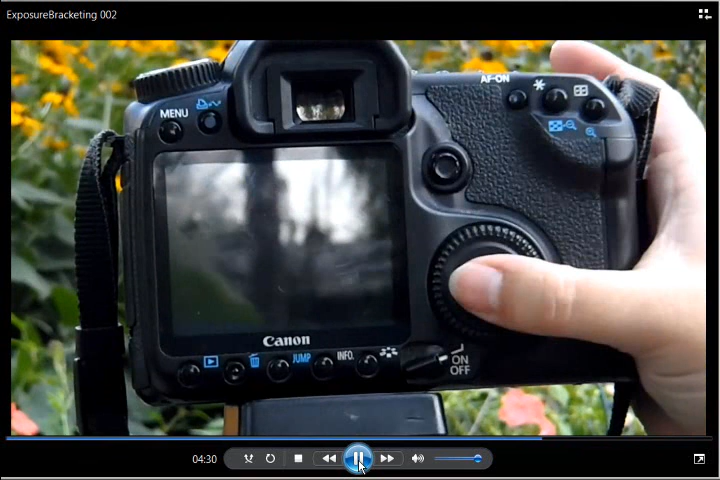 ExposureBracketing 002
AF-ON
MENU
Canon
JUMP
INFO.
ON
OFF
04:30